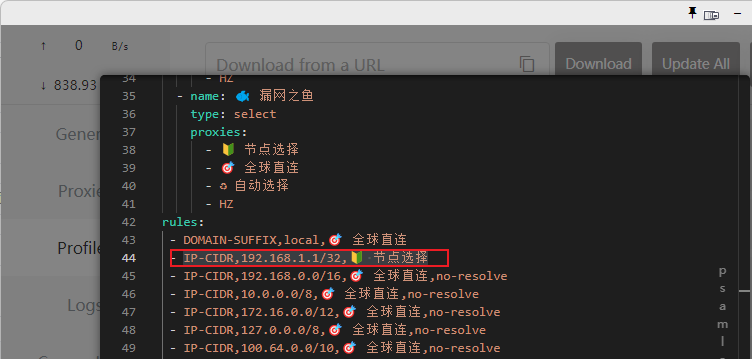 ↑ 0 B/s
Download from a URL
Download
Update All
↓ 838.93
34 - HZ
35 - name: 🐟 漏网之鱼
36 type: select
37 proxies:
38 - 🔰 节点选择
39 - 🎯 全球直连
40 - ♻ 自动选择
41 - HZ
42 rules:
43 - DOMAIN-SUFFIX,local,🎯 全球直连
44 - IP-CIDR,192.168.1.1/32,🔰 节点选择
45 - IP-CIDR,192.168.0.0/16,🎯 全球直连,no-resolve
46 - IP-CIDR,10.0.0.0/8,🎯 全球直连,no-resolve
47 - IP-CIDR,172.16.0.0/12,🎯 全球直连,no-resolve
48 - IP-CIDR,127.0.0.0/8,🎯 全球直连,no-resolve
49 - IP-CIDR,100.64.0.0/10,🎯 全球直连,no-resolve
Gener
Proxie
Profile
Logs
p
s
a
m
l